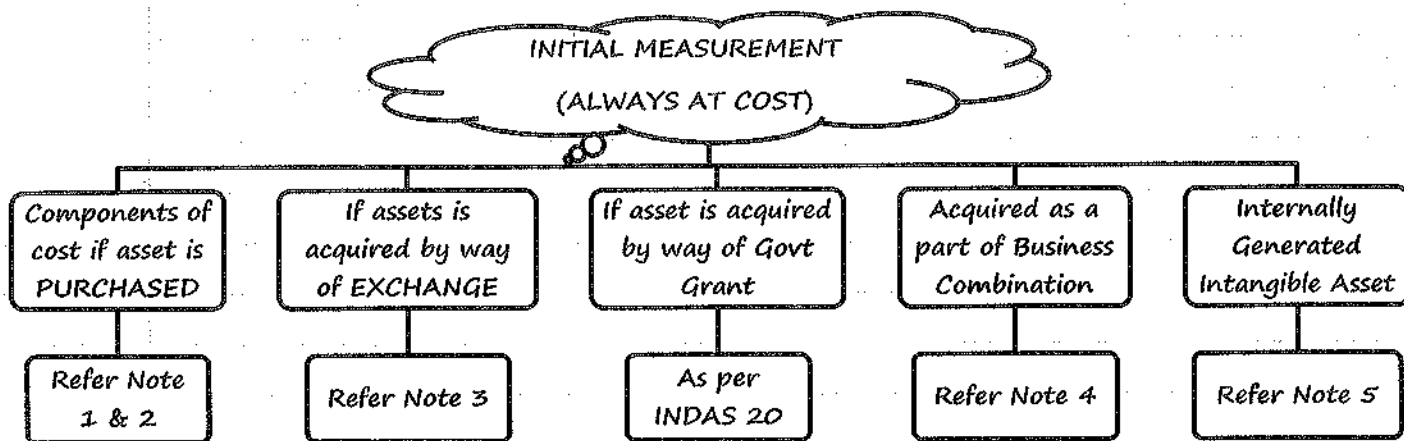 INITIAL MEASUREMENT
(ALWAYS AT COST)
Components of
cost if asset is
PURCHASED
If assets is
acquired by way
of EXCHANGE
If asset is acquired
by way of Govt
Grant
Acquired as a
part of Business
Combination
Internally
Generated
Intangible Asset
Refer Note
1 & 2
Refer Note 3
As per
INDAS 20
Refer Note 4
Refer Note 5